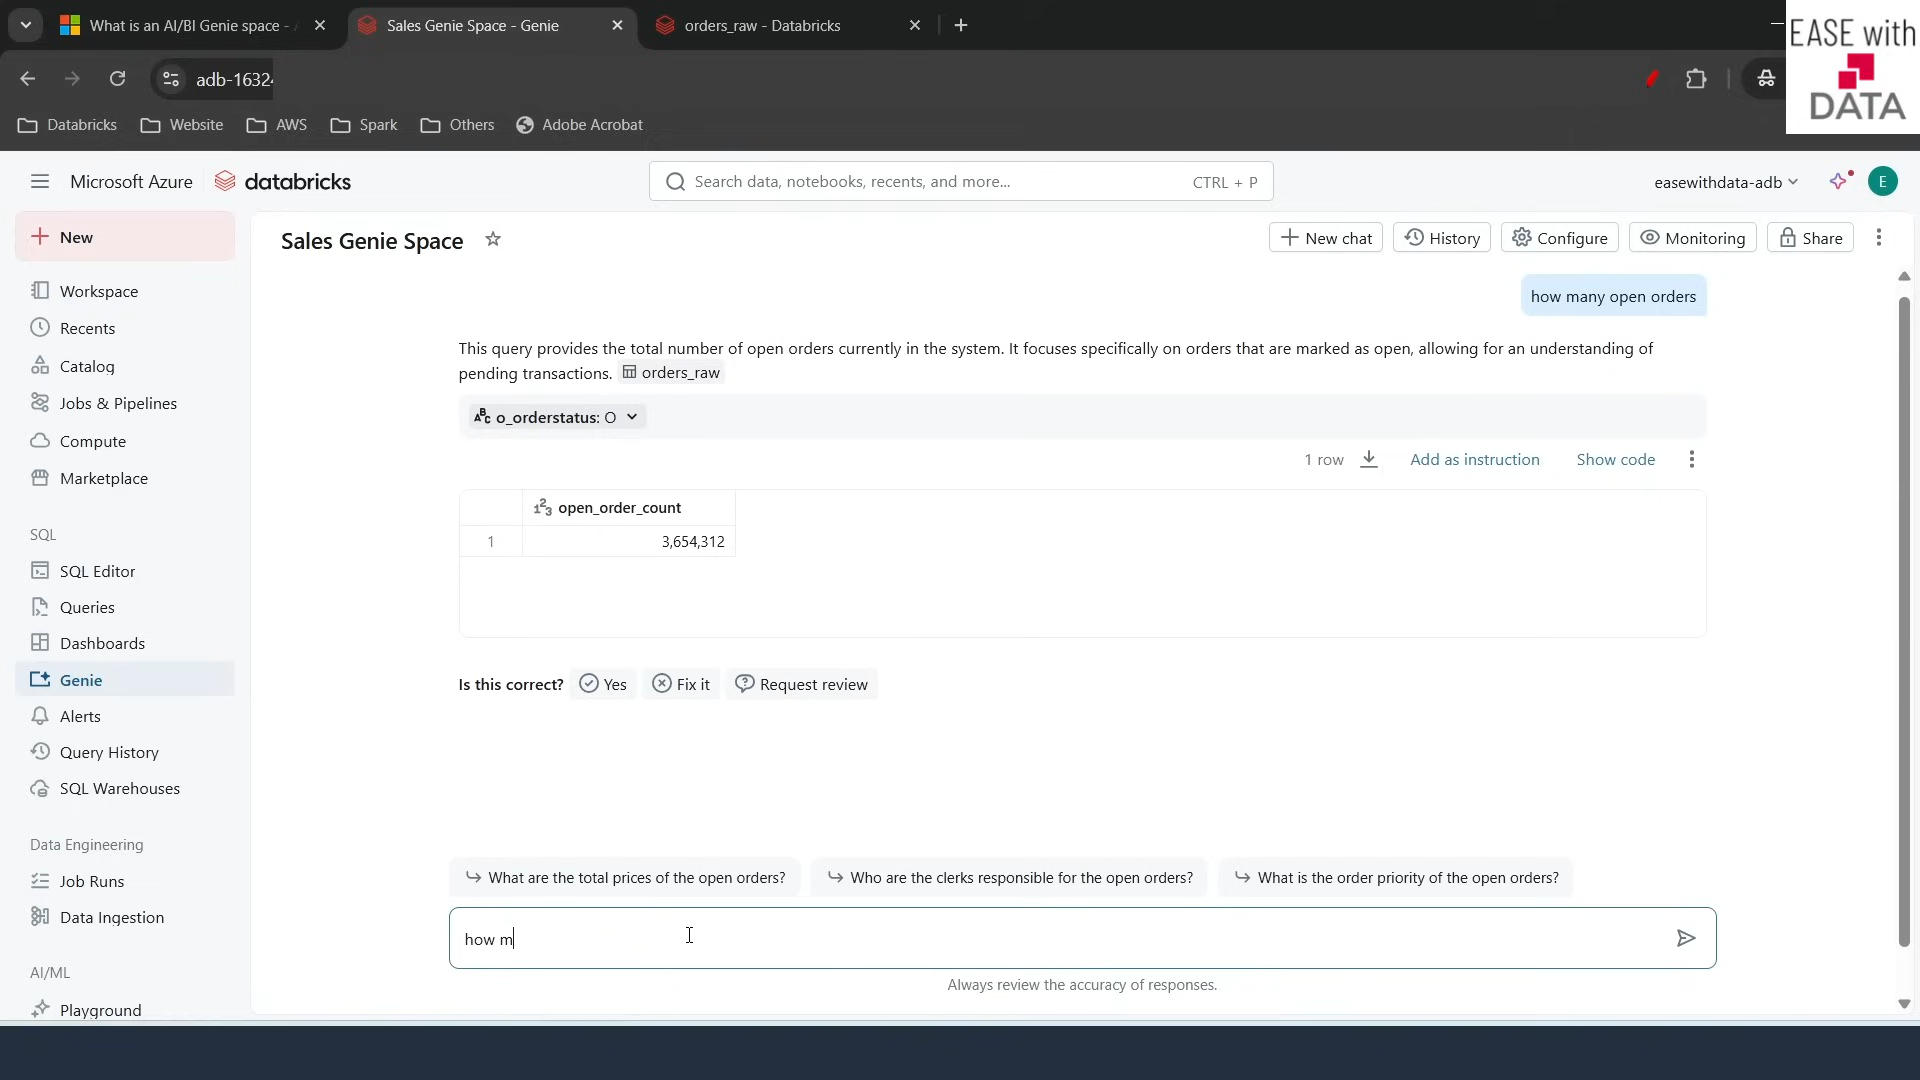 What is an AI/BI Genie space -
Sales Genie Space - Genie
orders_raw - Databricks
EASE with
DATA
adb-1632
Databricks
Website
AWS
Spark
Others
Adobe Acrobat
Microsoft Azure
databricks
Search data, notebooks, recents, and more...
CTRL + P
easewithdata-adb
E
New
Sales Genie Space
New chat
History
Configure
Monitoring
Share
Workspace
Recents
Catalog
Jobs & Pipelines
Compute
Marketplace
SQL
SQL Editor
Queries
Dashboards
Genie
Alerts
Query History
SQL Warehouses
Data Engineering
Job Runs
Data Ingestion
AI/ML
Playground
how many open orders
This query provides the total number of open orders currently in the system. It focuses specifically on orders that are marked as open, allowing for an understanding of
pending transactions. orders_raw
o_orderstatus: O
1 row
Add as instruction
Show code
open_order_count
1 3,654,312
Is this correct? Yes Fix it Request review
What are the total prices of the open orders?
Who are the clerks responsible for the open orders?
What is the order priority of the open orders?
how m
Always review the accuracy of responses.